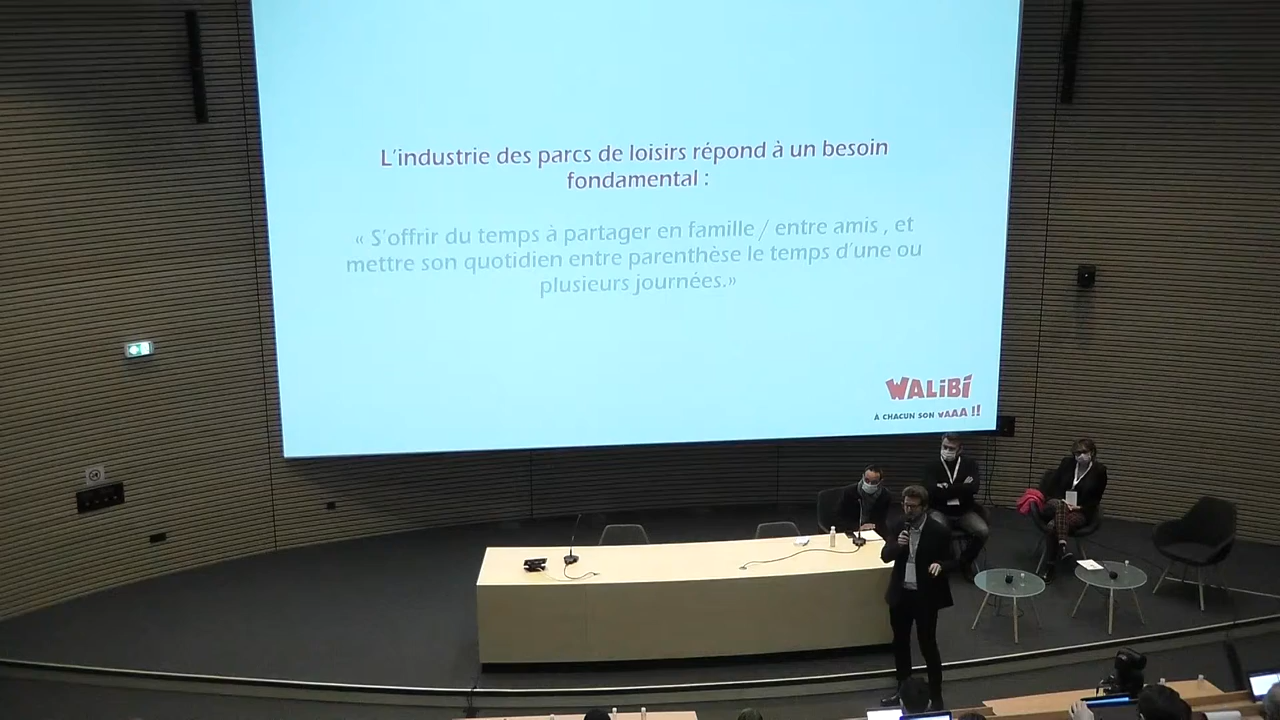 L'industrie des parcs de loisirs répond à un besoin
fondamental :
« S'offrir du temps à partager en famille / entre amis , et
mettre son quotidien entre parenthèse le temps d'une ou
plusieurs journées.»
WALiBi
À CHACUN SON VAAA !!